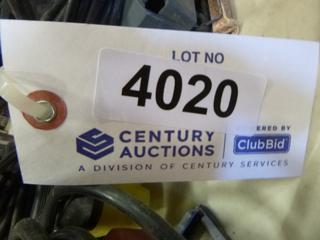 LOT NO
4020
CENTURY AUCTIONS
ERED BY ClubBid
A DIVISION OF CENTURY SERVICES